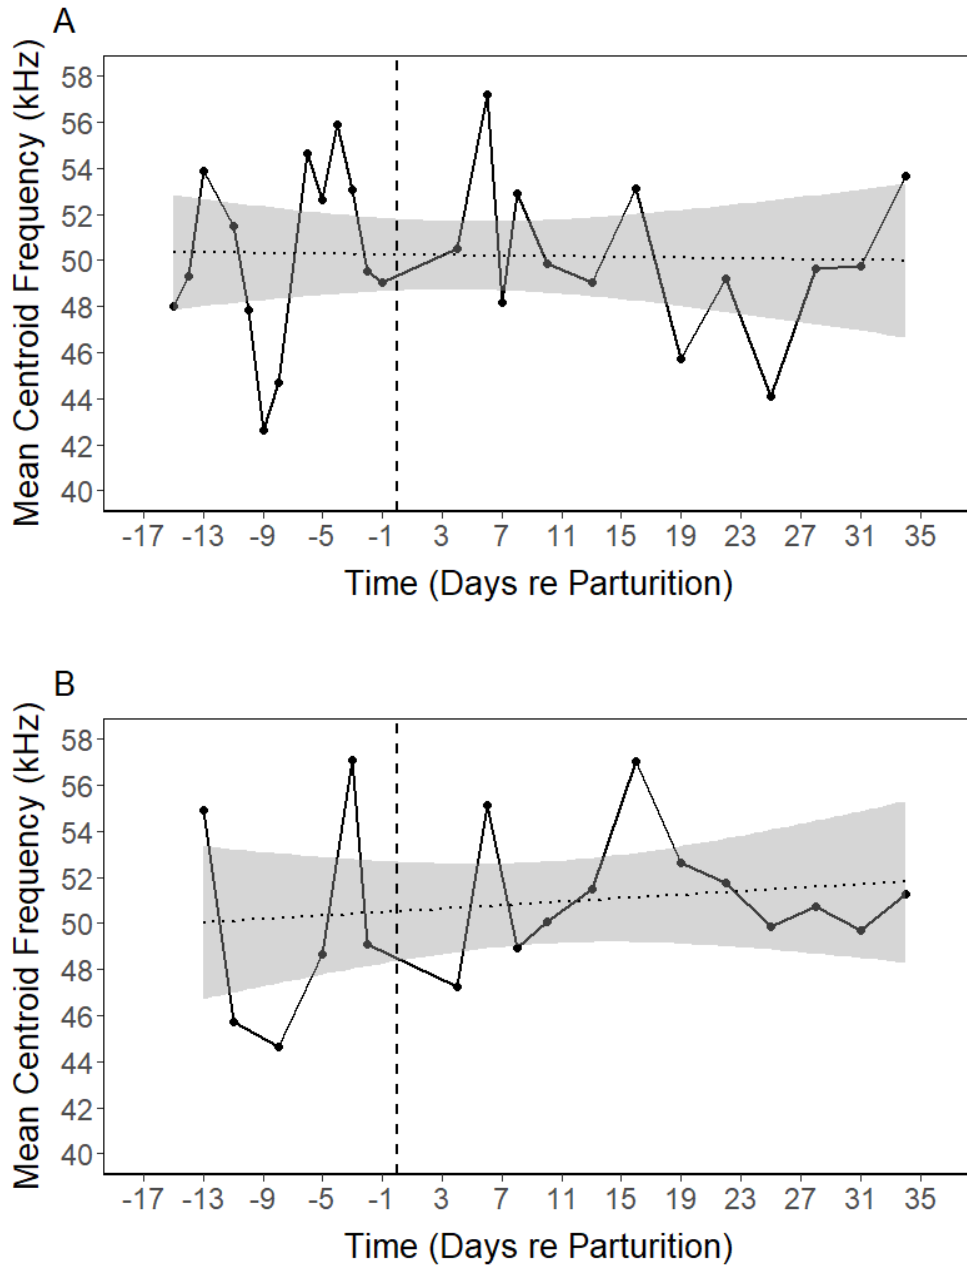 A
Mean Centroid Frequency (kHz)
58
56
54
52
50
48
46
44
42
40
-17 -13 -9 -5 -1 3 7 11 15 19 23 27 31 35
Time (Days re Parturition)
B
Mean Centroid Frequency (kHz)
58
56
54
52
50
48
46
44
42
40
-17 -13 -9 -5 -1 3 7 11 15 19 23 27 31 35
Time (Days re Parturition)